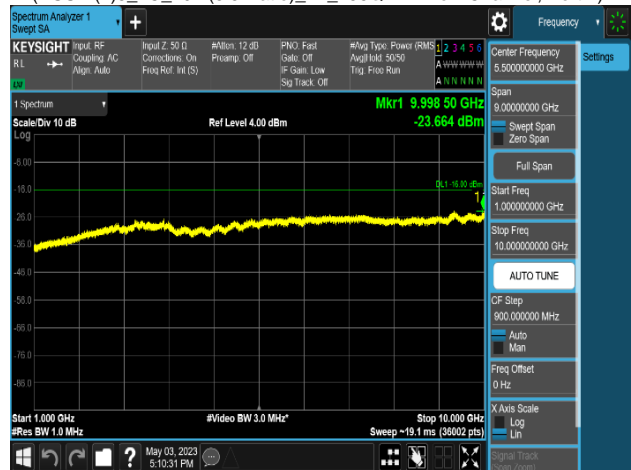 Spectrum Analyzer 1
Swept SA
Frequency
KEYSIGHT
Input: RF
Coupling: AC
Align: Auto
Input Z: 50 Ω
Corrections: On
Freq Ref: Int (S)
#Atten: 12 dB
Preamp: Off
PNO: Fast
Gate: Off
IF Gain: Low
Sig Track: Off
#Avg Type: Power (RMS
Avg|Hold: 50/50
Trig: Free Run
1 2 3 4 5 6
A W W W W W
A N N N N N
RL
1 Spectrum
Scale/Div 10 dB
Ref Level 4.00 dBm
Mkr1 9.998 50 GHz
-23.664 dBm
Log
-6.00
-16.0
DL1 -16.00 dBm
1
-26.0
-36.0
-46.0
-56.0
-66.0
-76.0
-86.0
Start 1.000 GHz
#Res BW 1.0 MHz
#Video BW 3.0 MHz*
Stop 10.000 GHz
Sweep ~19.1 ms (36002 pts)
Settings
Center Frequency
5.500000000 GHz
Span
9.00000000 GHz
Swept Span
Zero Span
Full Span
Start Freq
1.000000000 GHz
Stop Freq
10.000000000 GHz
AUTO TUNE
CF Step
900.000000 MHz
Auto
Man
Freq Offset
0 Hz
X Axis Scale
Log
Lin
Signal Track
(Span Zoom)
May 03, 2023
5:10:31 PM